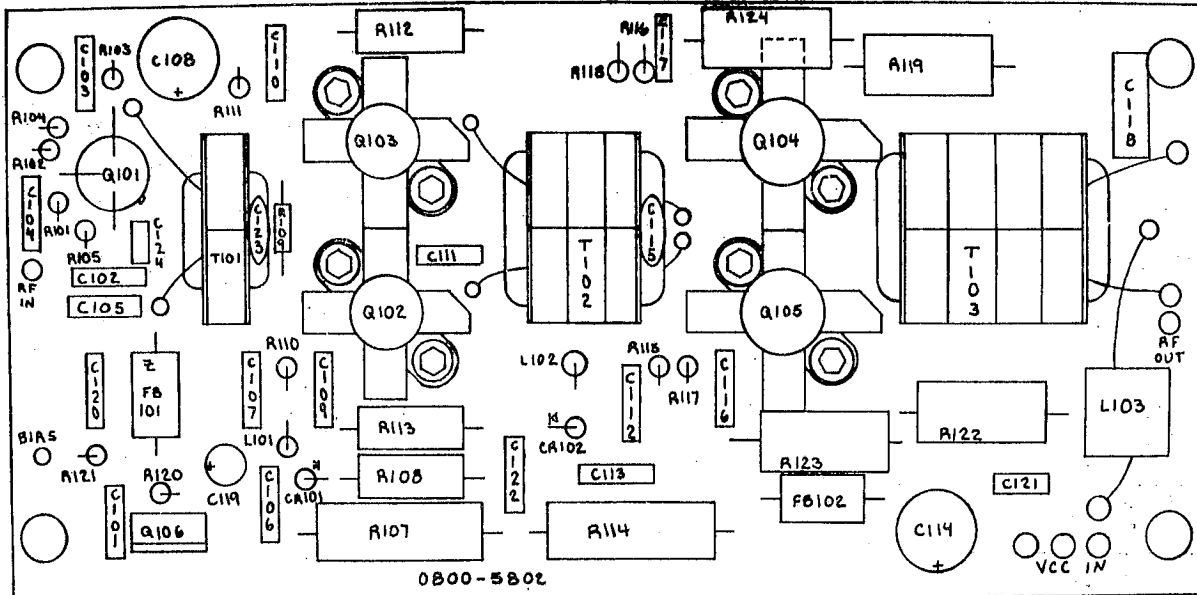 R112
R116
C117
R124
C103
R103
C108
+
C110
R118
R119
C118
R111
R104
R102
Q103
Q104
Q101
C104
R101
R105
C124
C123
R109
C115
T101
T102
T103
C111
RF
IN
C102
C105
Q102
Q105
RF
OUT
R110
L102
R115
R117
C120
Z
FB
101
C107
C109
C112
C116
L103
R113
CR102
R122
BIAS
R121
L101
+
C119
R120
CR101
R108
C122
C113
R123
FB102
C121
C101
Q106
C106
R107
R114
C114
+
VCC IN
0800-5802